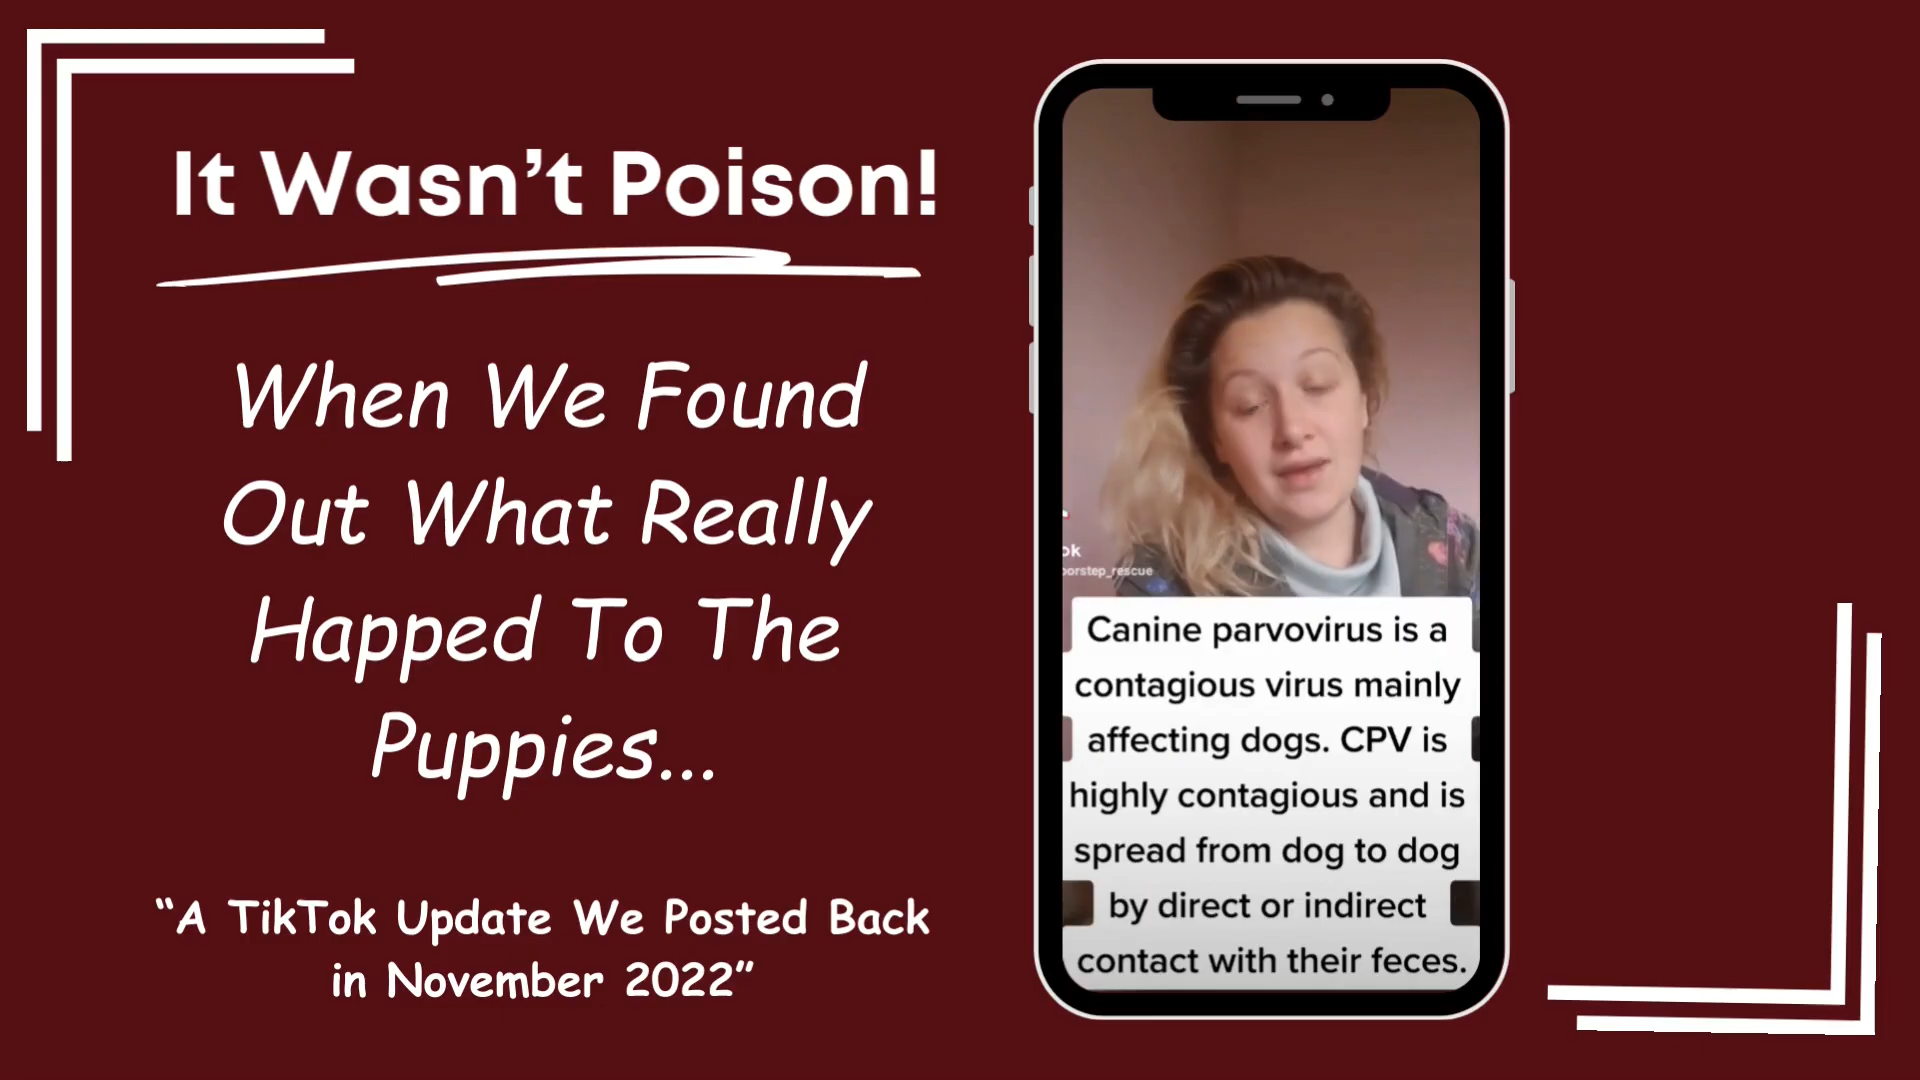 It Wasn’t Poison!
When We Found
Out What Really
Happed To The
Puppies...
“A TikTok Update We Posted Back
in November 2022”
ok
orstep_rescue
Canine parvovirus is a
contagious virus mainly
affecting dogs. CPV is
highly contagious and is
spread from dog to dog
by direct or indirect
contact with their feces.